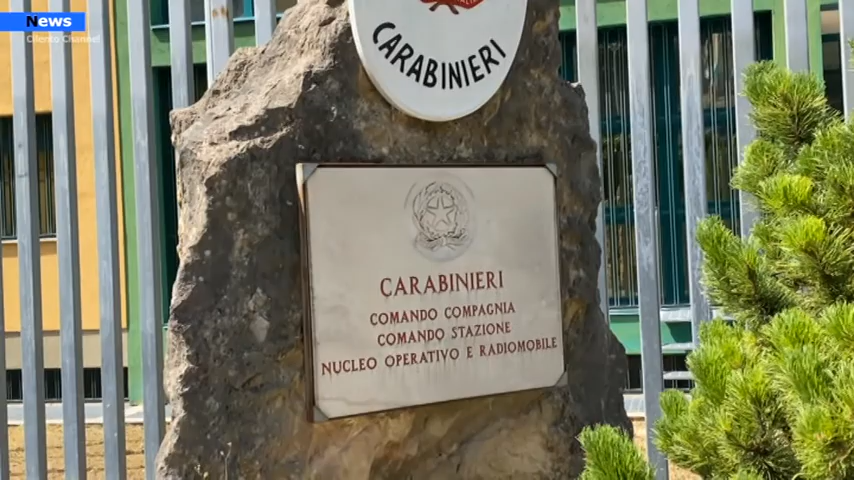 News
Cilento Channel
CARABINIERI
CARABINIERI
COMANDO COMPAGNIA
COMANDO STAZIONE
NUCLEO OPERATIVO E RADIOMOBILE